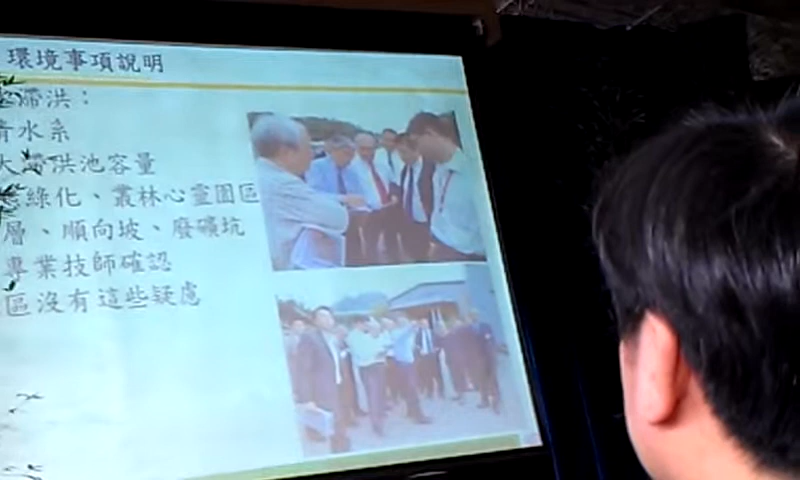 環境事項說明
滯洪：
水系
大滯洪池容量
綠化、叢林心靈園區
層、順向坡、廢礦坑
專業技師確認
區沒有這些疑慮